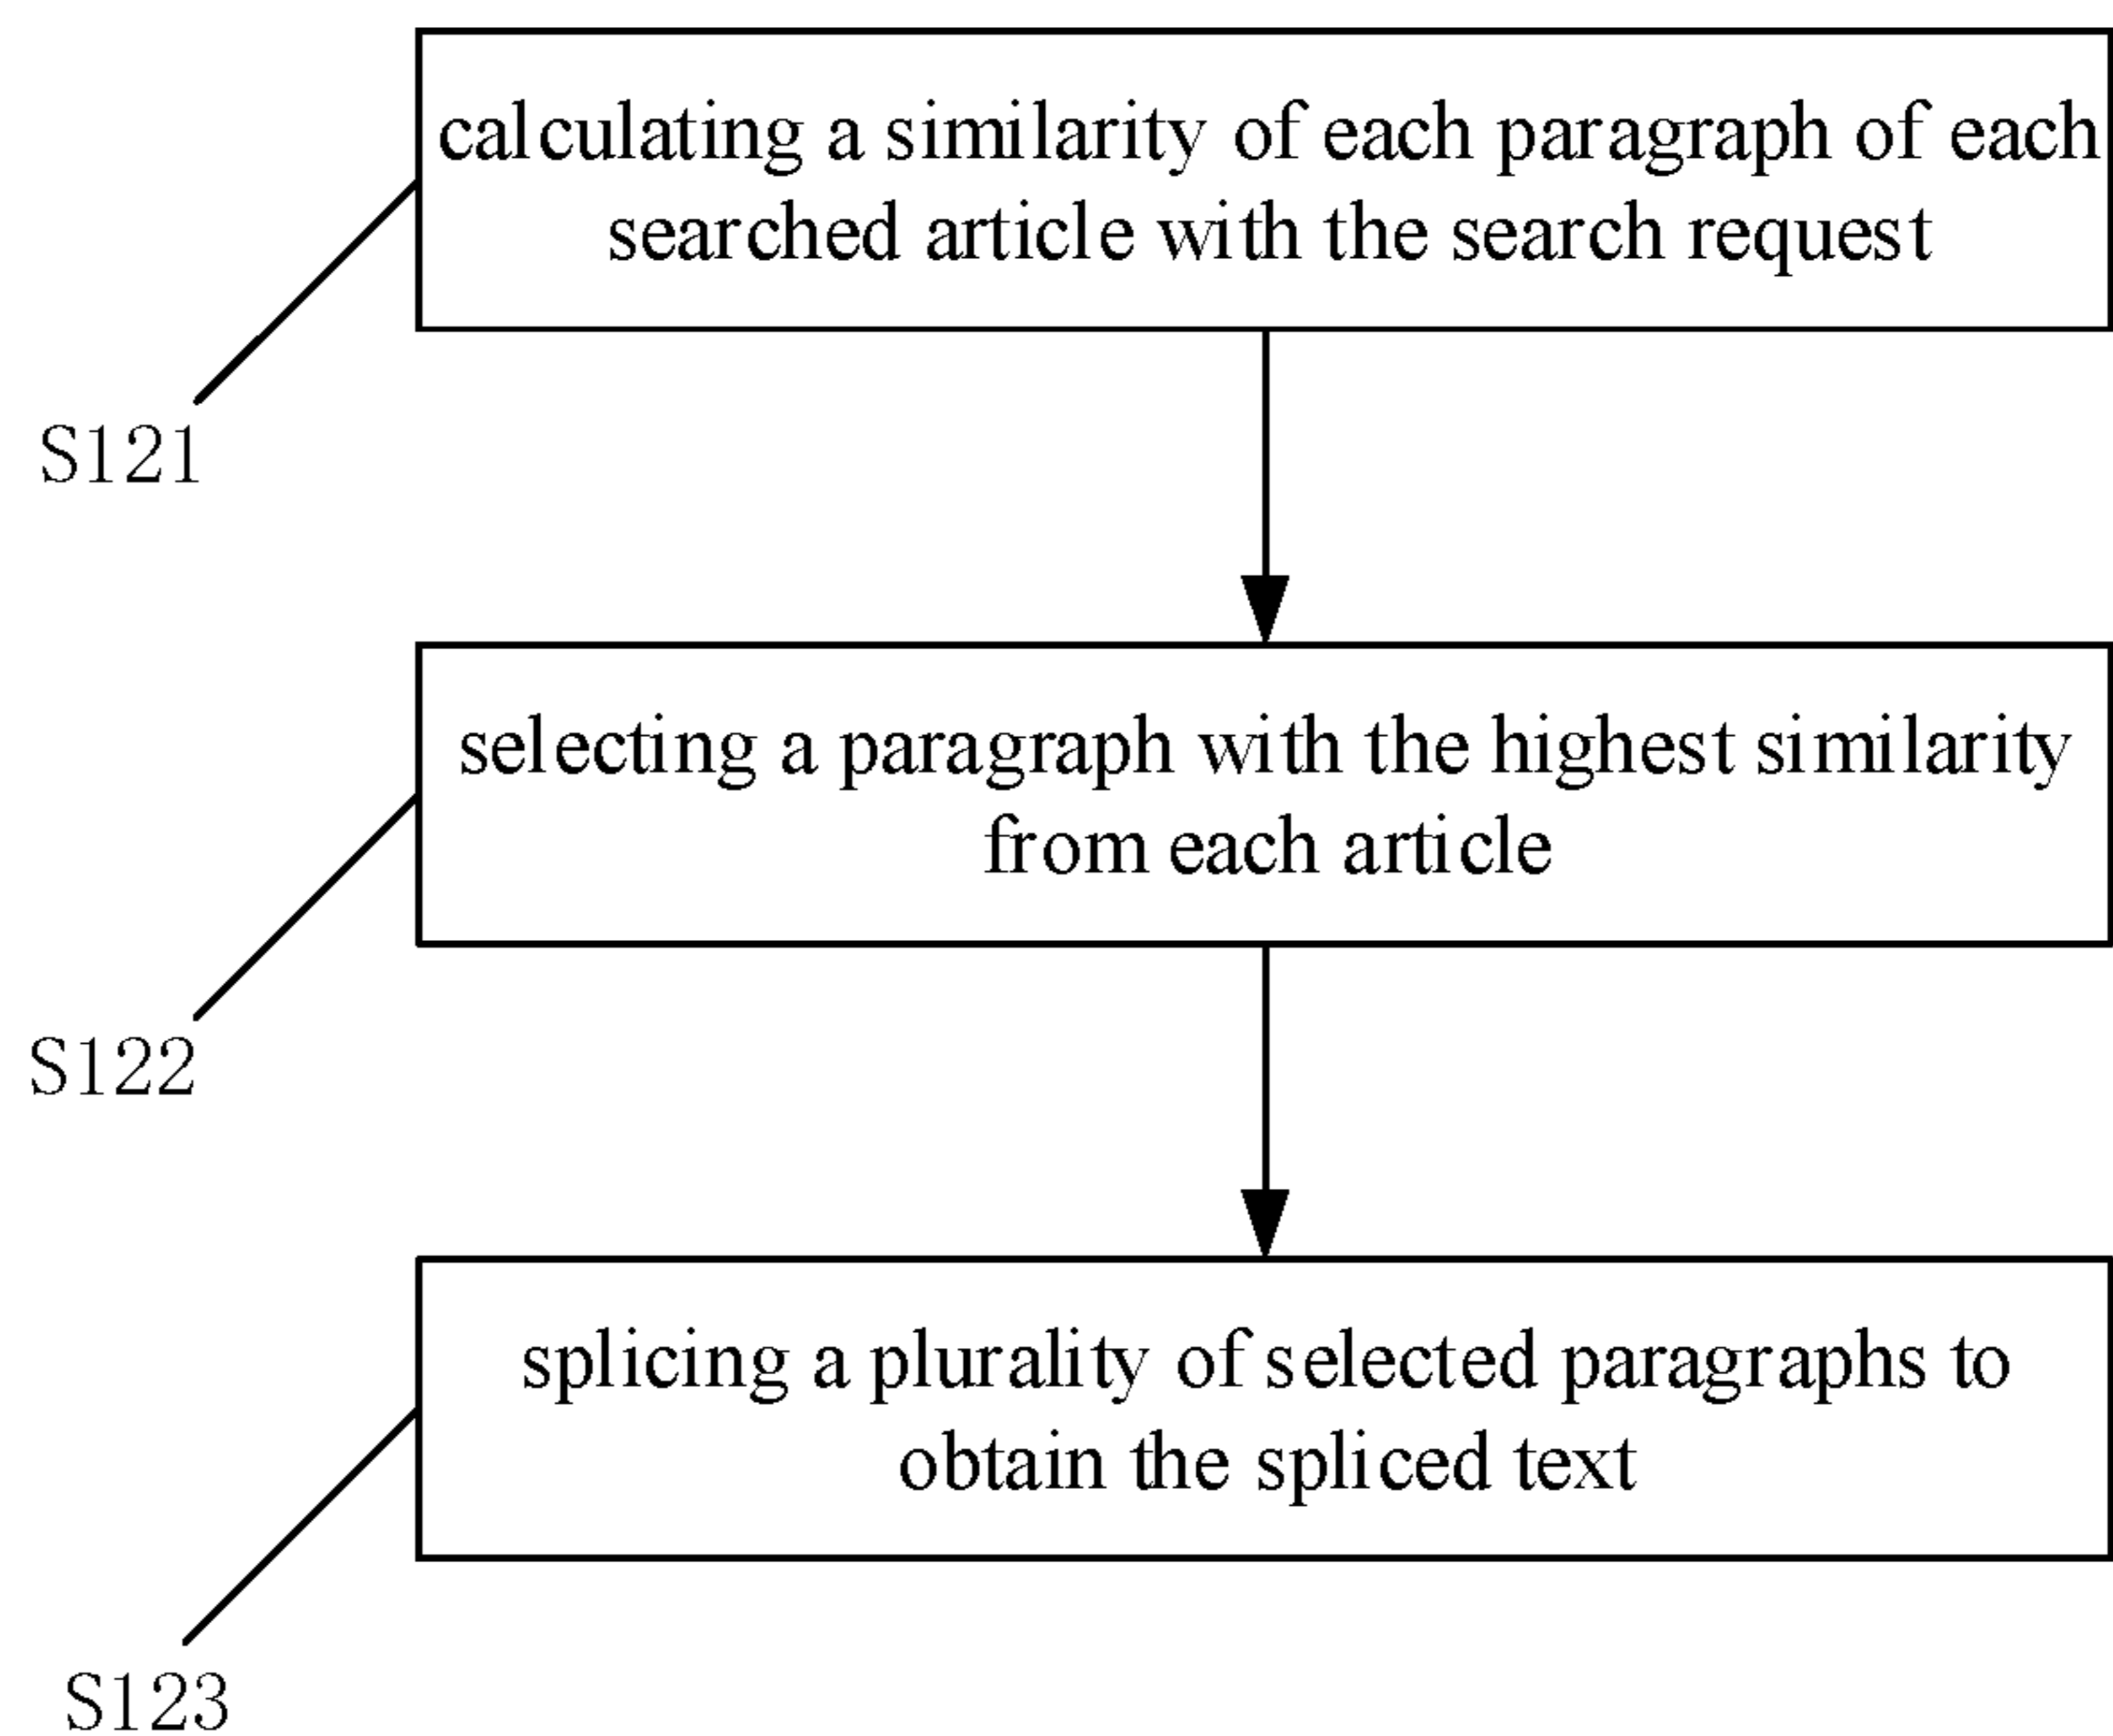 calculating a similarity of each paragraph of each
searched article with the search request
S121
selecting a paragraph with the highest similarity
from each article
S122
splicing a plurality of selected paragraphs to
obtain the spliced text
S123